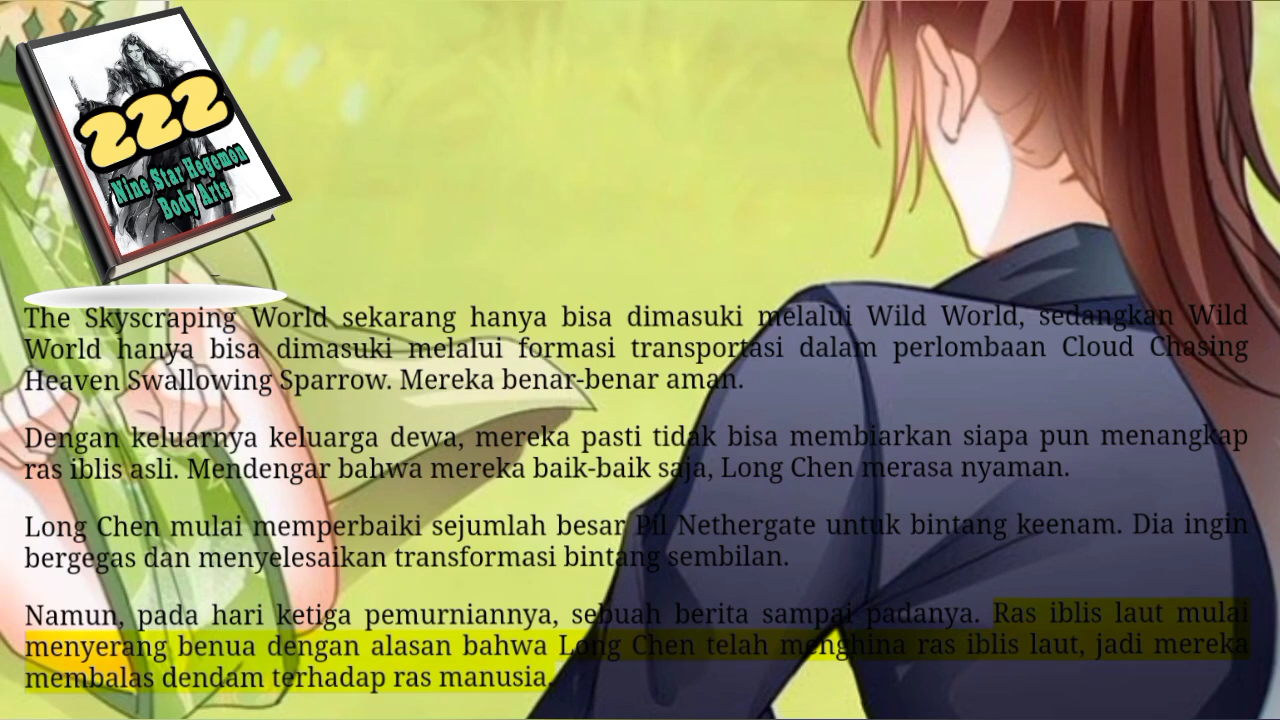 222
Nine Star Hegemon
Body Arts
The Skyscraping World sekarang hanya bisa dimasuki melalui Wild World, sedangkan Wild
World hanya bisa dimasuki melalui formasi transportasi dalam perlombaan Cloud Chasing
Heaven Swallowing Sparrow. Mereka benar-benar aman.
Dengan keluarnya keluarga dewa, mereka pasti tidak bisa membiarkan siapa pun menangkap
ras iblis asli. Mendengar bahwa mereka baik-baik saja, Long Chen merasa nyaman.
Long Chen mulai memperbaiki sejumlah besar Pil Nethergate untuk bintang keenam. Dia ingin
bergegas dan menyelesaikan transformasi bintang sembilan.
Namun, pada hari ketiga pemurniannya, sebuah berita sampai padanya. Ras iblis laut mulai
menyerang benua dengan alasan bahwa Long Chen telah menghina ras iblis laut, jadi mereka
membalas dendam terhadap ras manusia.